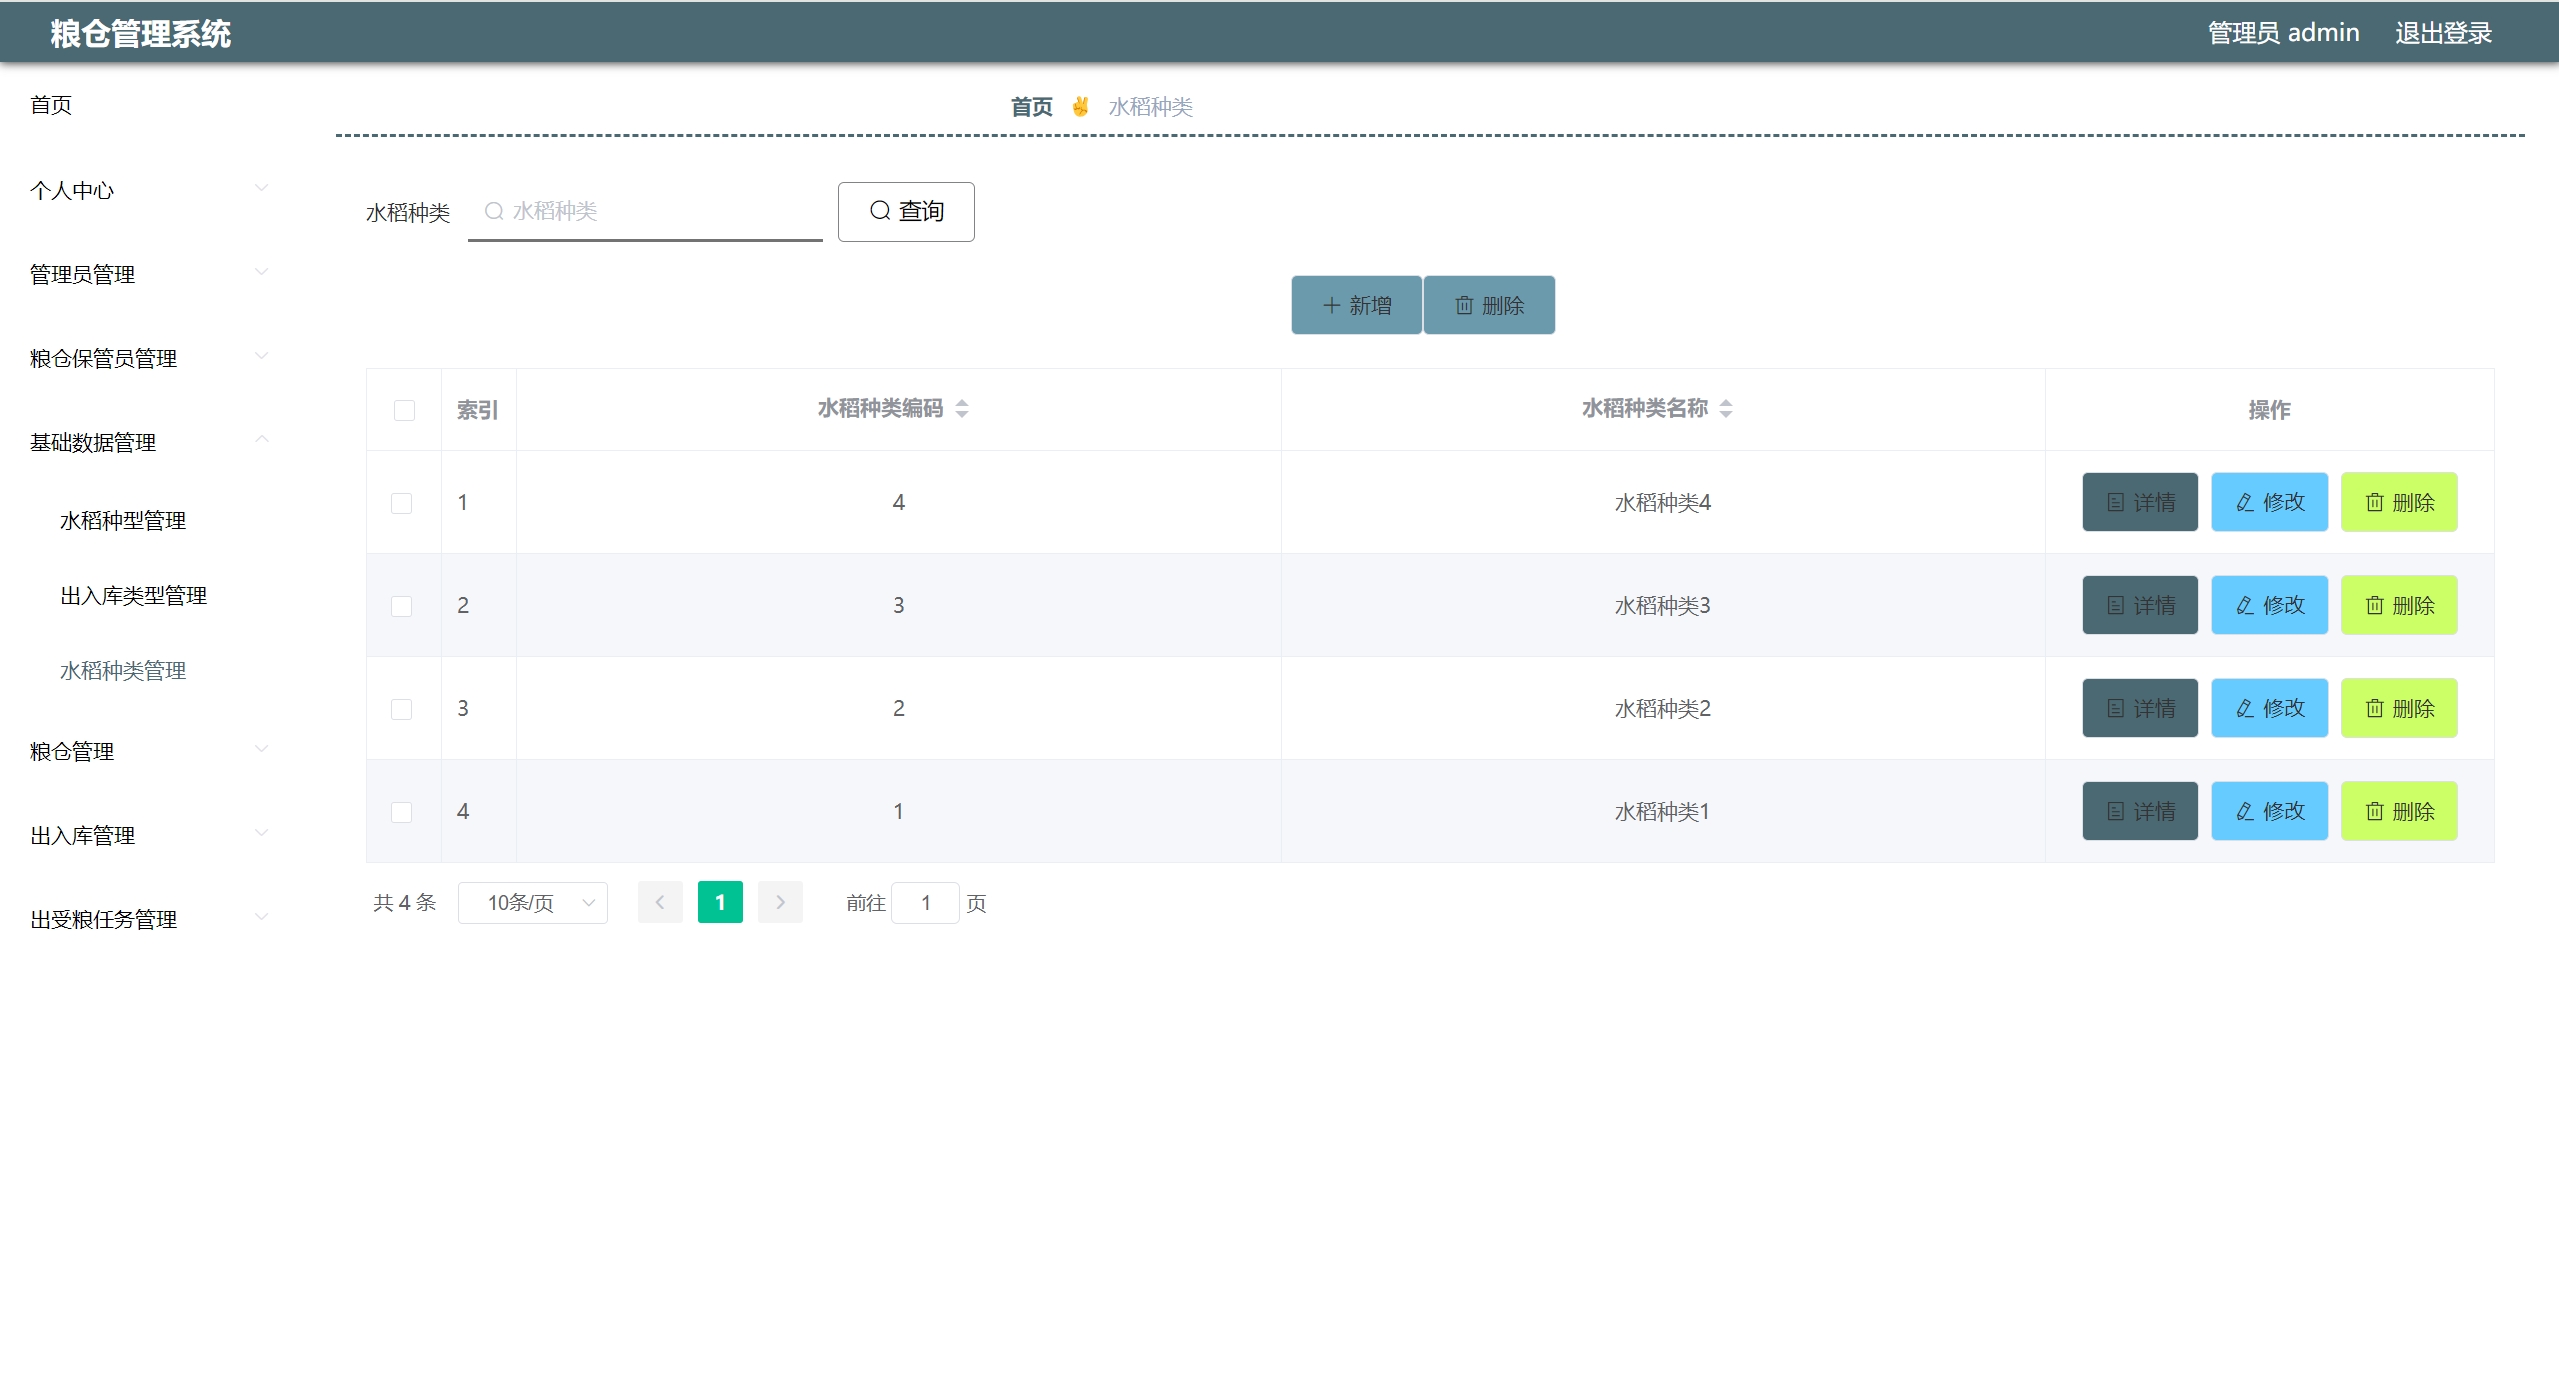 粮仓管理系统
管理员 admin 退出登录
首页
个人中心
管理员管理
粮仓保管员管理
基础数据管理
水稻种型管理
出入库类型管理
水稻种类管理
粮仓管理
出入库管理
出受粮任务管理
首页 ✌ 水稻种类
水稻种类 水稻种类 查询
新增 删除
索引 水稻种类编码 水稻种类名称 操作
1 4 水稻种类4 详情 修改 删除
2 3 水稻种类3 详情 修改 删除
3 2 水稻种类2 详情 修改 删除
4 1 水稻种类1 详情 修改 删除
共 4 条 10条/页 1 前往 1 页